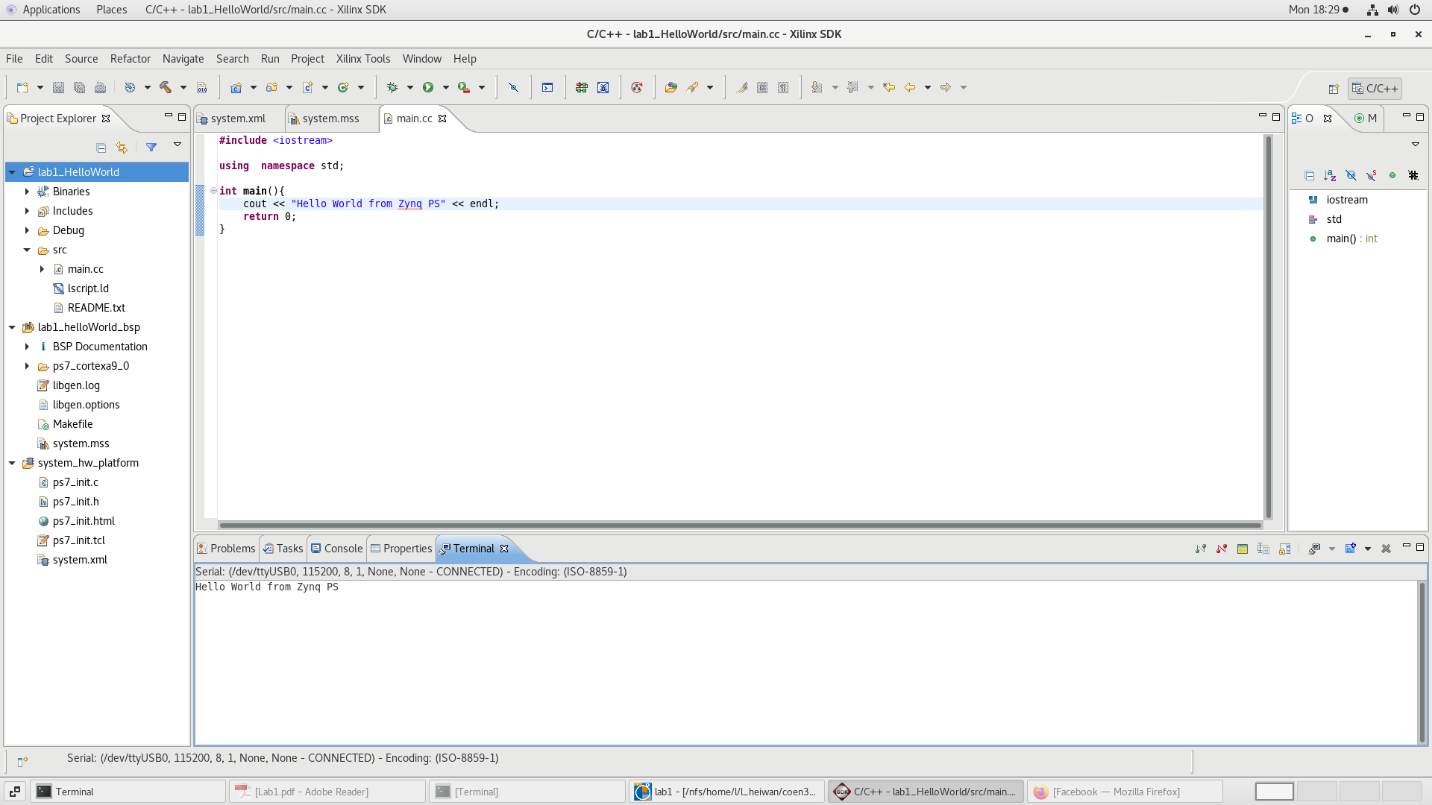 Applications Places C/C++ - lab1_HelloWorld/src/main.cc - Xilinx SDK Mon 18:29
C/C++ - lab1_HelloWorld/src/main.cc - Xilinx SDK
File Edit Source Refactor Navigate Search Run Project Xilinx Tools Window Help
C/C++
Project Explorer
lab1_HelloWorld
Binaries
Includes
Debug
src
main.cc
lscript.ld
README.txt
lab1_helloWorld_bsp
BSP Documentation
ps7_cortexa9_0
libgen.log
libgen.options
Makefile
system.mss
system_hw_platform
ps7_init.c
ps7_init.h
ps7_init.html
ps7_init.tcl
system.xml
system.xml system.mss main.cc
#include <iostream>
using  namespace std;
int main(){
    cout << "Hello World from Zynq PS" << endl;
    return 0;
}
O M
iostream
std
main() : int
Problems Tasks Console Properties Terminal
Serial: (/dev/ttyUSB0, 115200, 8, 1, None, None - CONNECTED) - Encoding: (ISO-8859-1)
Hello World from Zynq PS
Serial: (/dev/ttyUSB0, 115200, 8, 1, None, None - CONNECTED) - Encoding: (ISO-8859-1)
Terminal [Lab1.pdf - Adobe Reader] [Terminal] lab1 - [/nfs/home/l/l_heiwan/coen3... C/C++ - lab1_HelloWorld/src/main.... [Facebook — Mozilla Firefox]